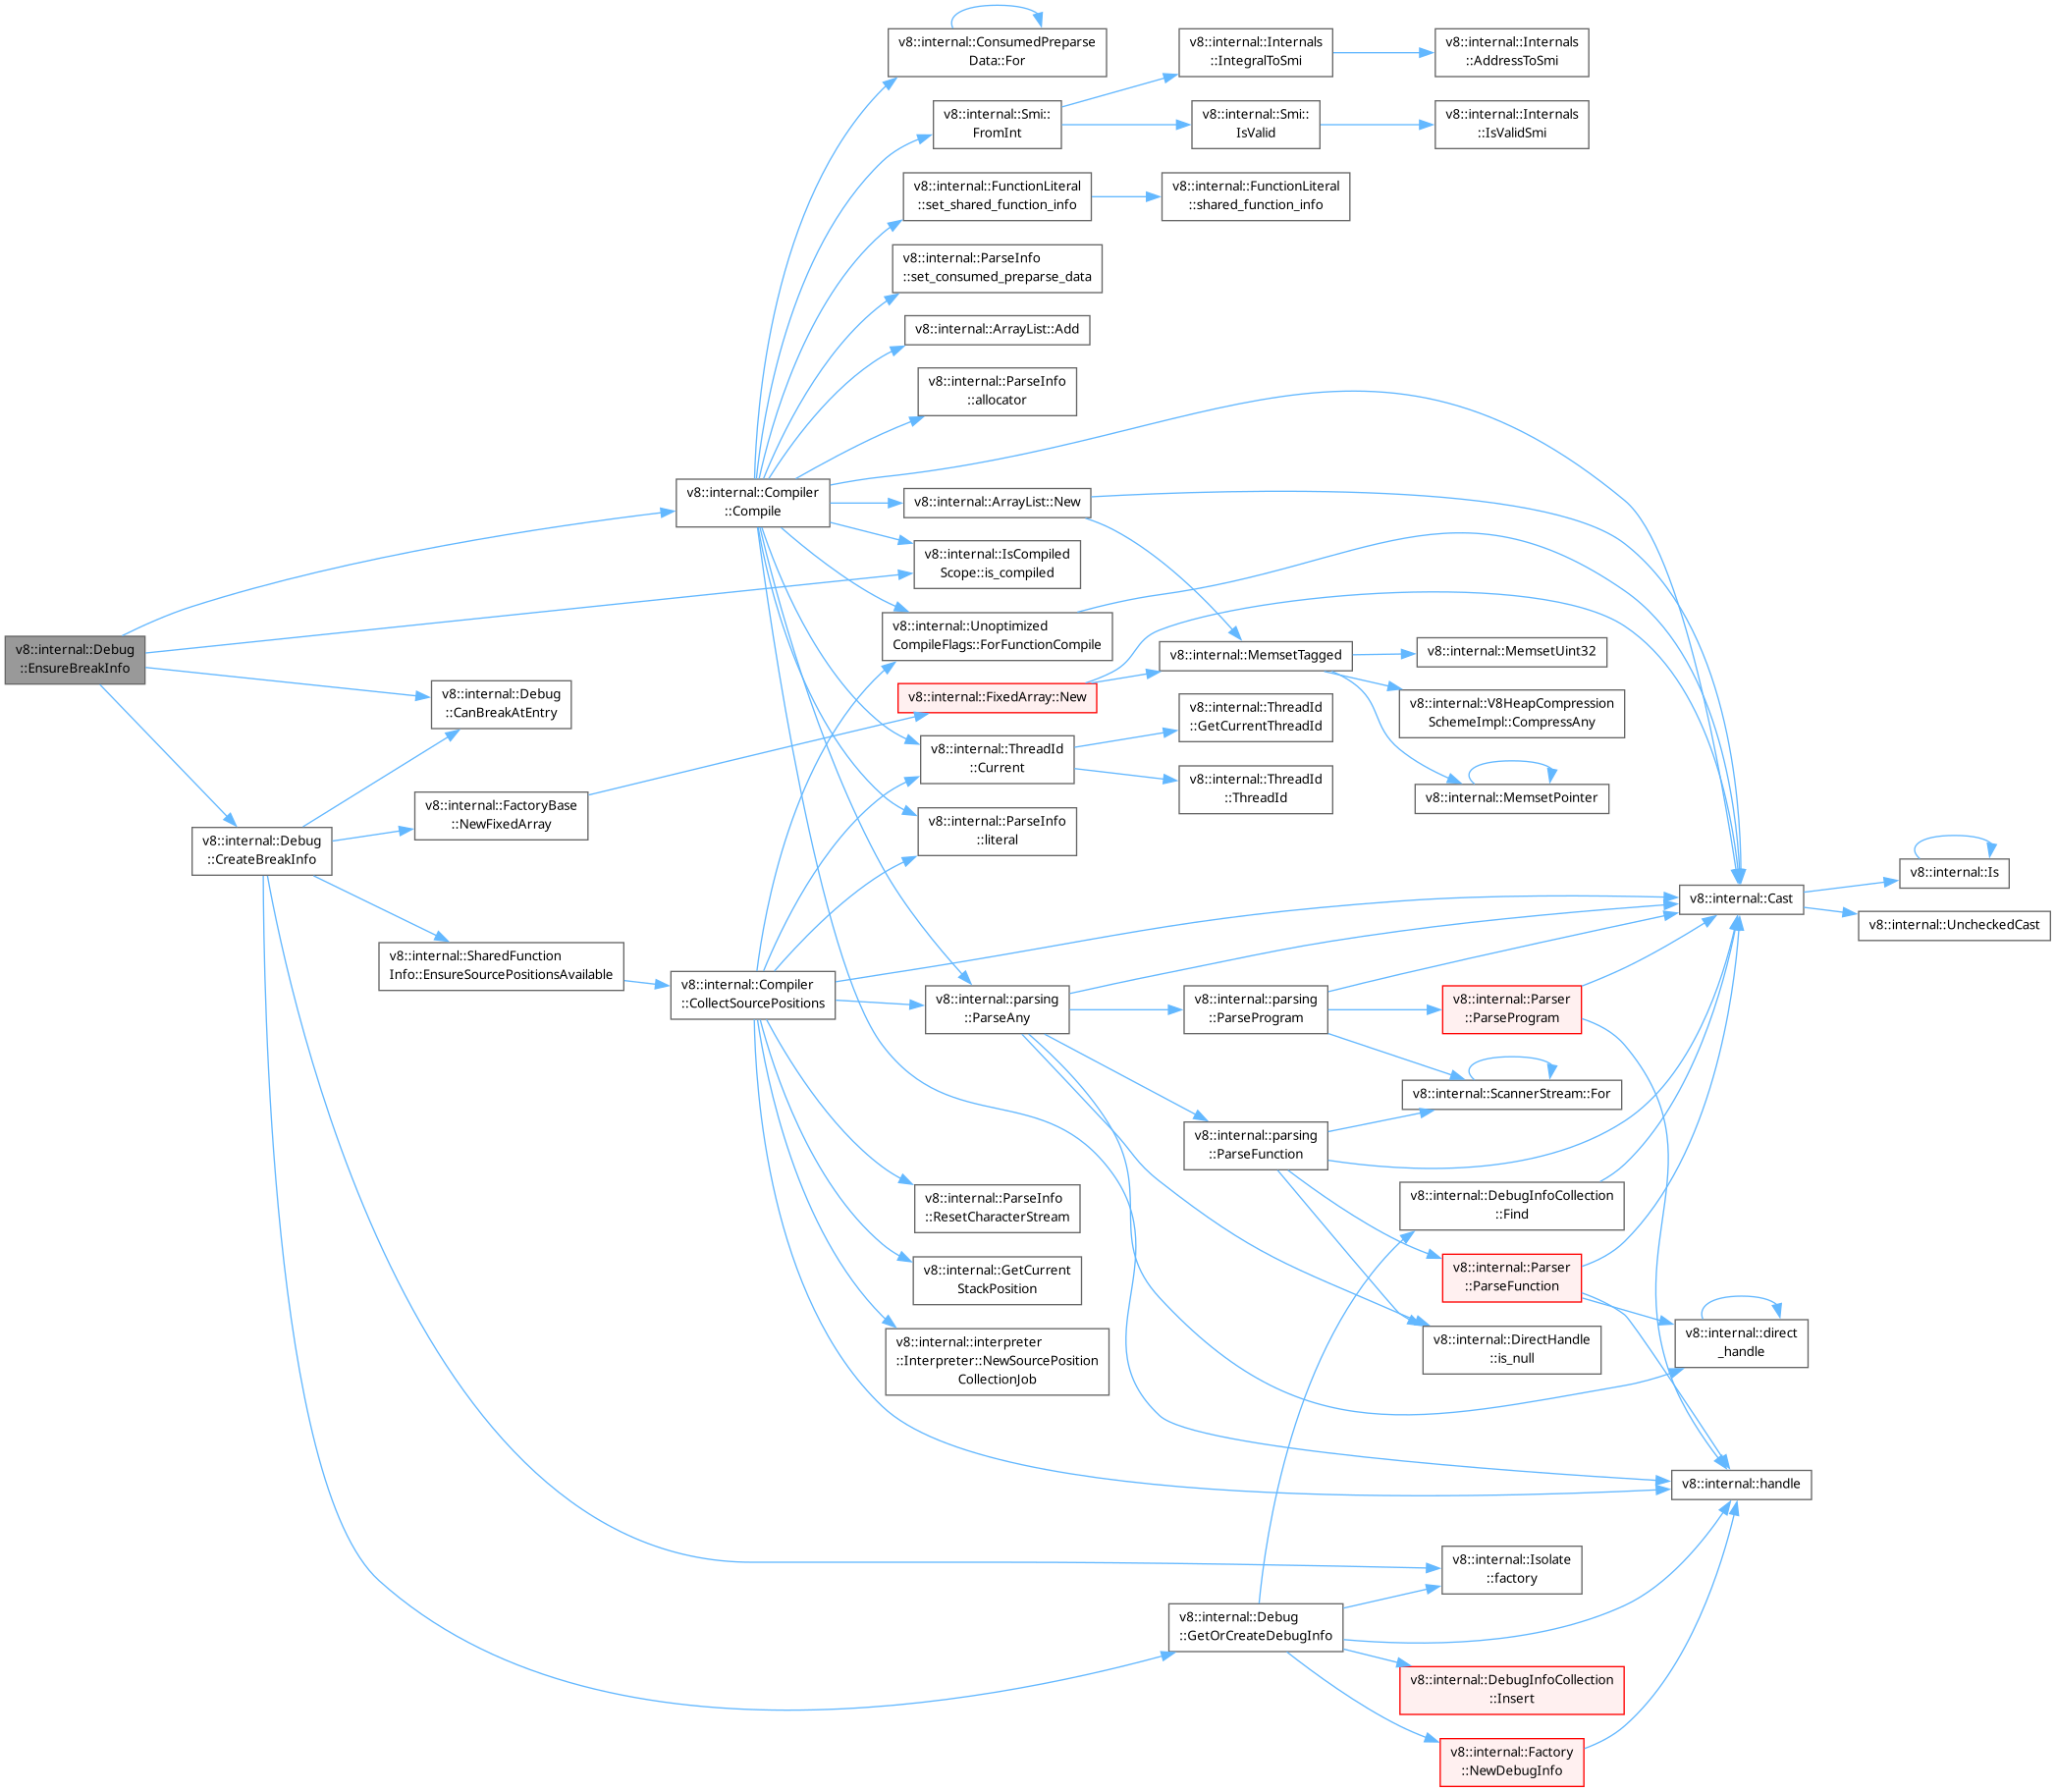 v8::internal::Debug
::EnsureBreakInfo
v8::internal::Compiler
::Compile
v8::internal::ConsumedPreparse
Data::For
v8::internal::Smi::
FromInt
v8::internal::Internals
::IntegralToSmi
v8::internal::Internals
::AddressToSmi
v8::internal::Smi::
IsValid
v8::internal::Internals
::IsValidSmi
v8::internal::FunctionLiteral
::set_shared_function_info
v8::internal::FunctionLiteral
::shared_function_info
v8::internal::ParseInfo
::set_consumed_preparse_data
v8::internal::ArrayList::Add
v8::internal::ParseInfo
::allocator
v8::internal::ArrayList::New
v8::internal::IsCompiled
Scope::is_compiled
v8::internal::Unoptimized
CompileFlags::ForFunctionCompile
v8::internal::MemsetTagged
v8::internal::MemsetUint32
v8::internal::V8HeapCompression
SchemeImpl::CompressAny
v8::internal::MemsetPointer
v8::internal::Debug
::CanBreakAtEntry
v8::internal::FixedArray::New
v8::internal::ThreadId
::GetCurrentThreadId
v8::internal::ThreadId
::Current
v8::internal::ThreadId
::ThreadId
v8::internal::FactoryBase
::NewFixedArray
v8::internal::Debug
::CreateBreakInfo
v8::internal::ParseInfo
::literal
v8::internal::Cast
v8::internal::Is
v8::internal::UncheckedCast
v8::internal::SharedFunction
Info::EnsureSourcePositionsAvailable
v8::internal::Compiler
::CollectSourcePositions
v8::internal::parsing
::ParseAny
v8::internal::parsing
::ParseProgram
v8::internal::Parser
::ParseProgram
v8::internal::ScannerStream::For
v8::internal::parsing
::ParseFunction
v8::internal::DebugInfoCollection
::Find
v8::internal::ParseInfo
::ResetCharacterStream
v8::internal::GetCurrent
StackPosition
v8::internal::Parser
::ParseFunction
v8::internal::interpreter
::Interpreter::NewSourcePosition
CollectionJob
v8::internal::DirectHandle
::is_null
v8::internal::direct
_handle
v8::internal::handle
v8::internal::Isolate
::factory
v8::internal::Debug
::GetOrCreateDebugInfo
v8::internal::DebugInfoCollection
::Insert
v8::internal::Factory
::NewDebugInfo